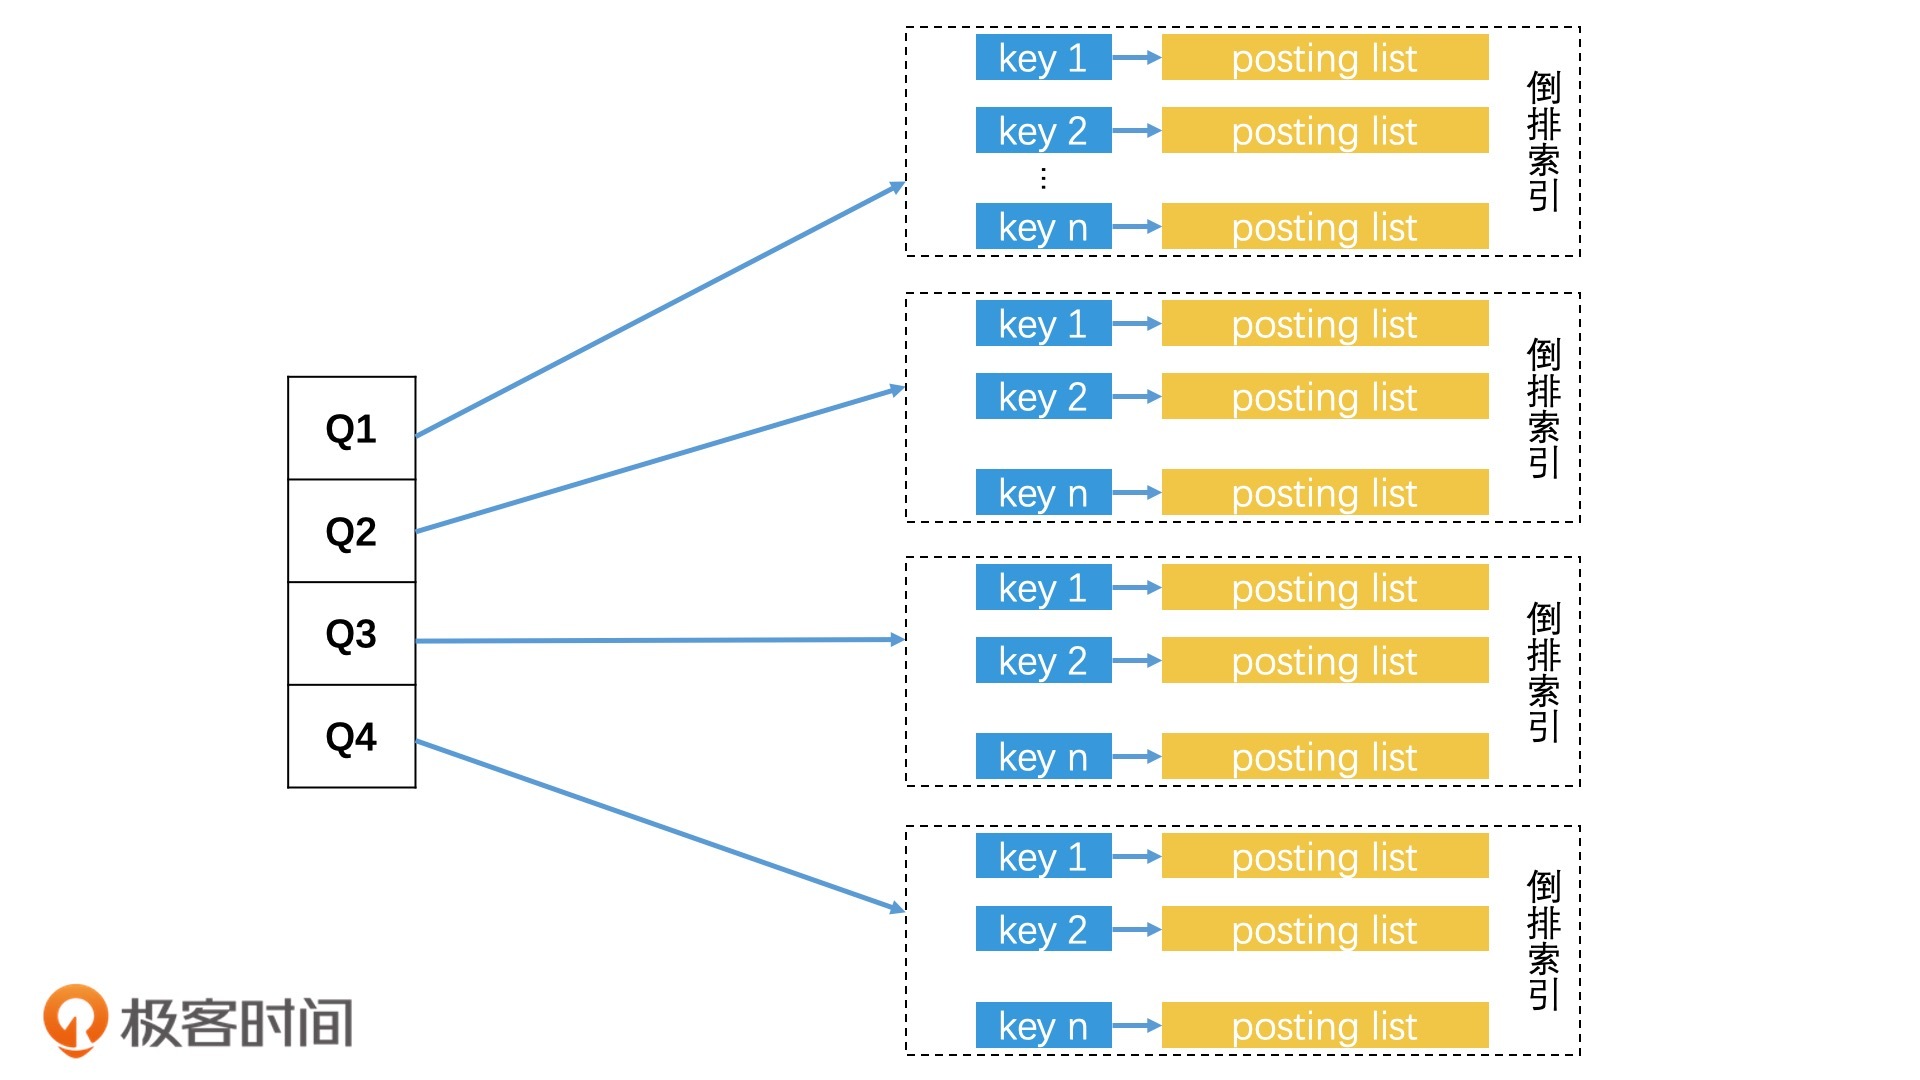 Q1
Q2
Q3
Q4
key 1 posting list
key 2 posting list
⋮
key n posting list
倒排索引
key 1 posting list
key 2 posting list
key n posting list
倒排索引
key 1 posting list
key 2 posting list
key n posting list
倒排索引
key 1 posting list
key 2 posting list
key n posting list
倒排索引
极客时间